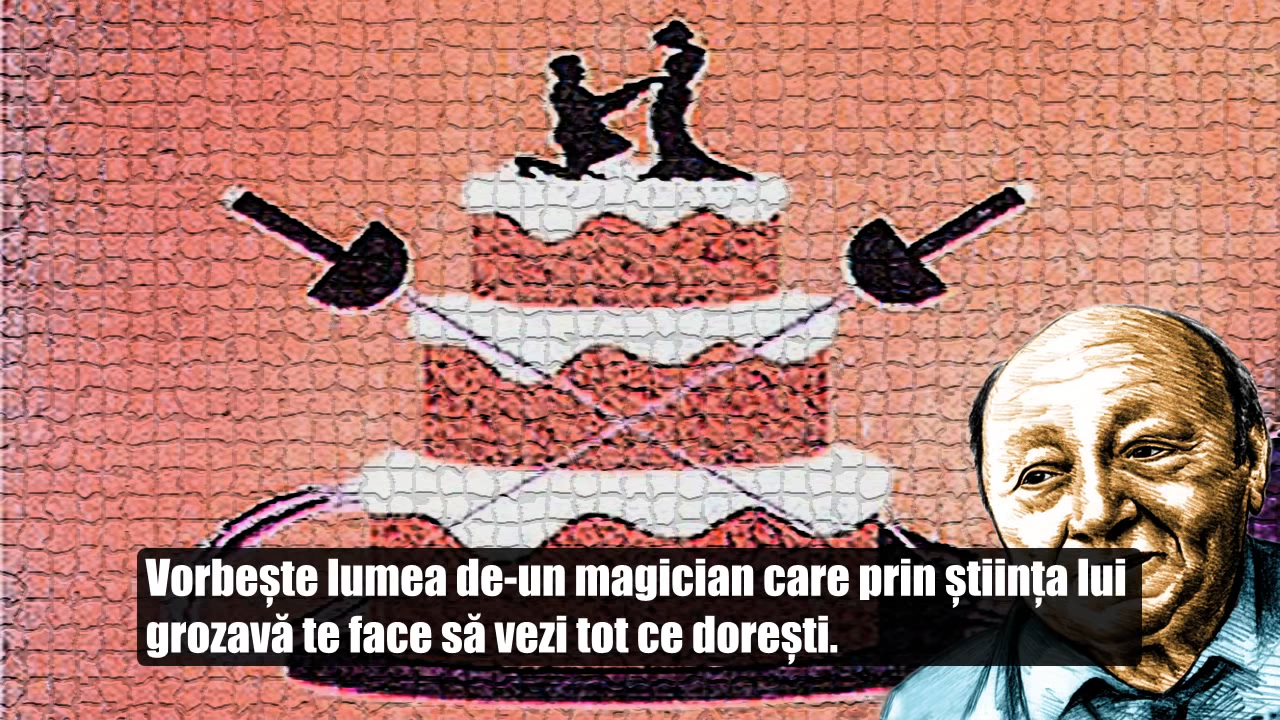 Vorbește lumea de-un magician care prin știința lui
grozavă te face să vezi tot ce dorești.